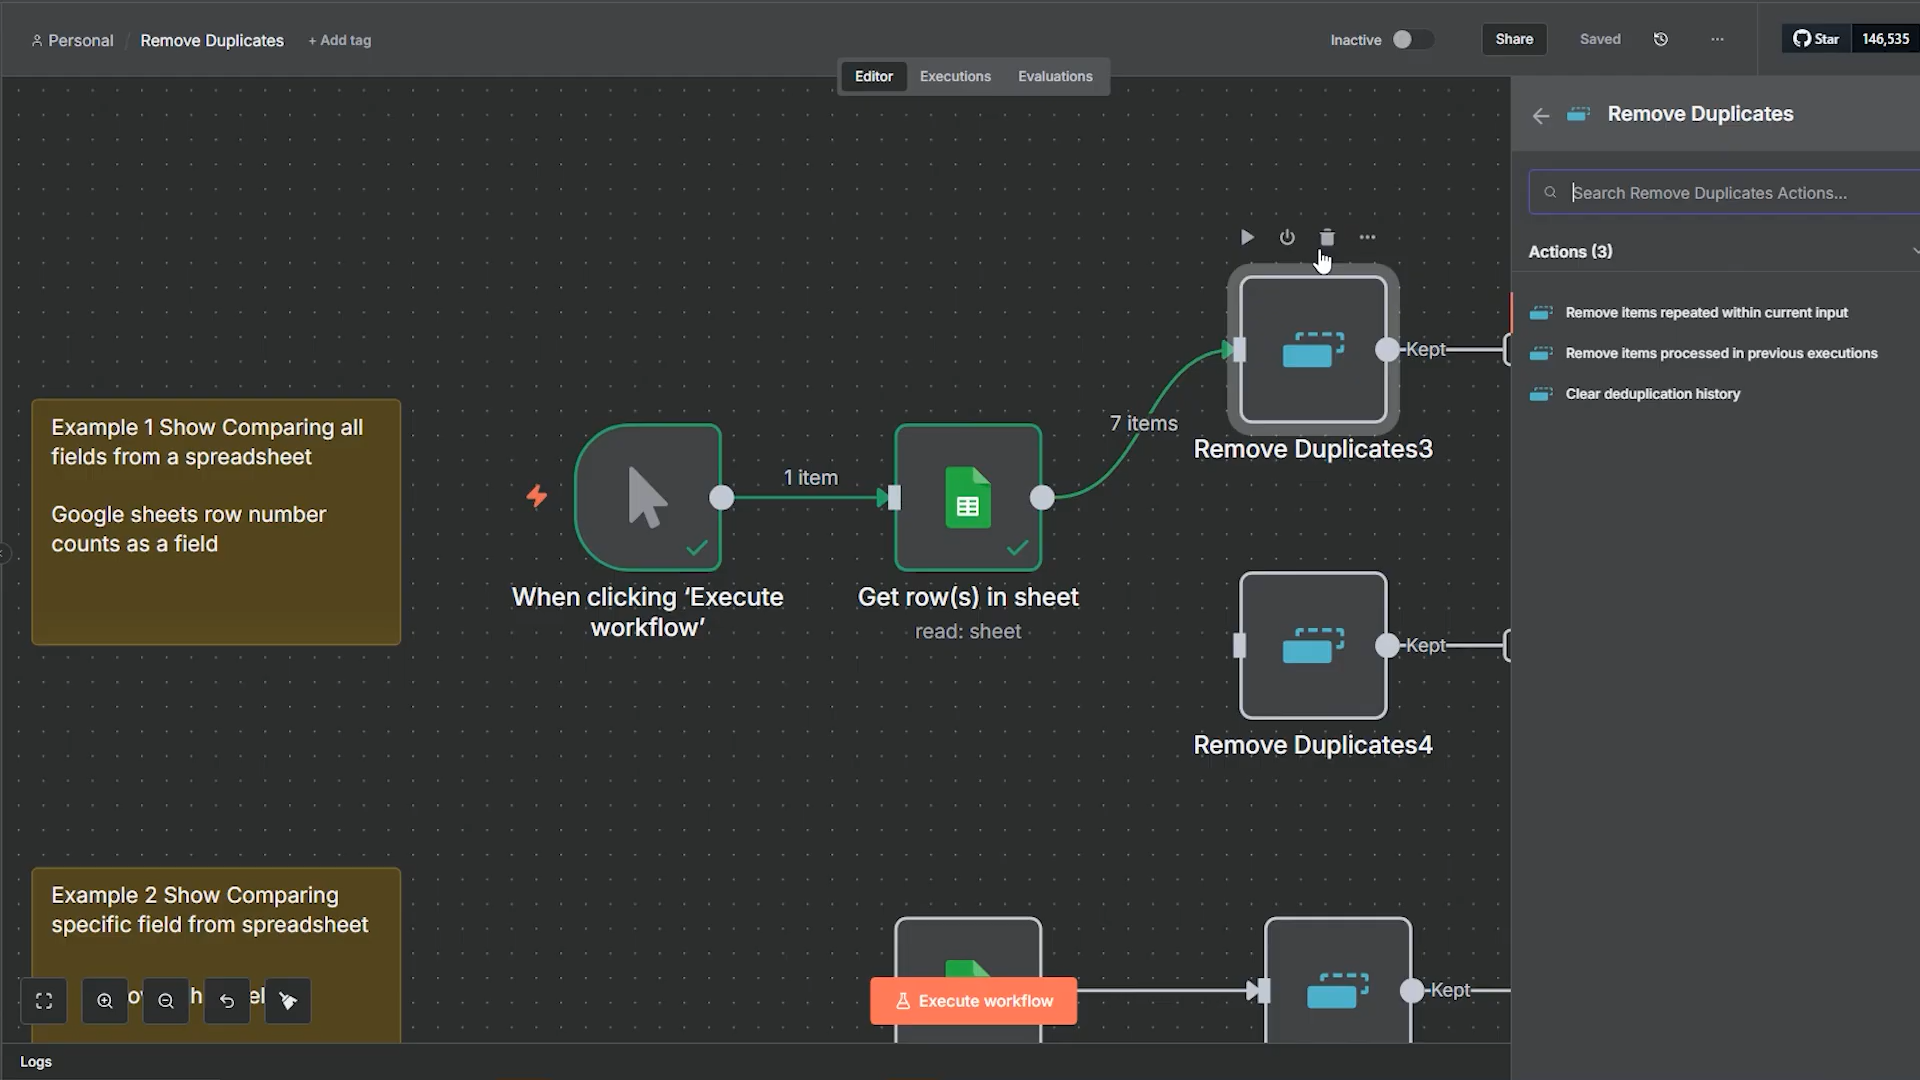 Personal / Remove Duplicates + Add tag
Inactive
Share
Saved
Star 146,535
Editor Executions Evaluations
Remove Duplicates
Search Remove Duplicates Actions...
Actions (3)
Remove items repeated within current input
Remove items processed in previous executions
Clear deduplication history
Kept
7 items
Remove Duplicates3
Example 1 Show Comparing all
fields from a spreadsheet
Google sheets row number
counts as a field
1 item
When clicking ‘Execute
workflow’
Get row(s) in sheet
read: sheet
Kept
Remove Duplicates4
Example 2 Show Comparing
specific field from spreadsheet
Kept
Execute workflow
Logs